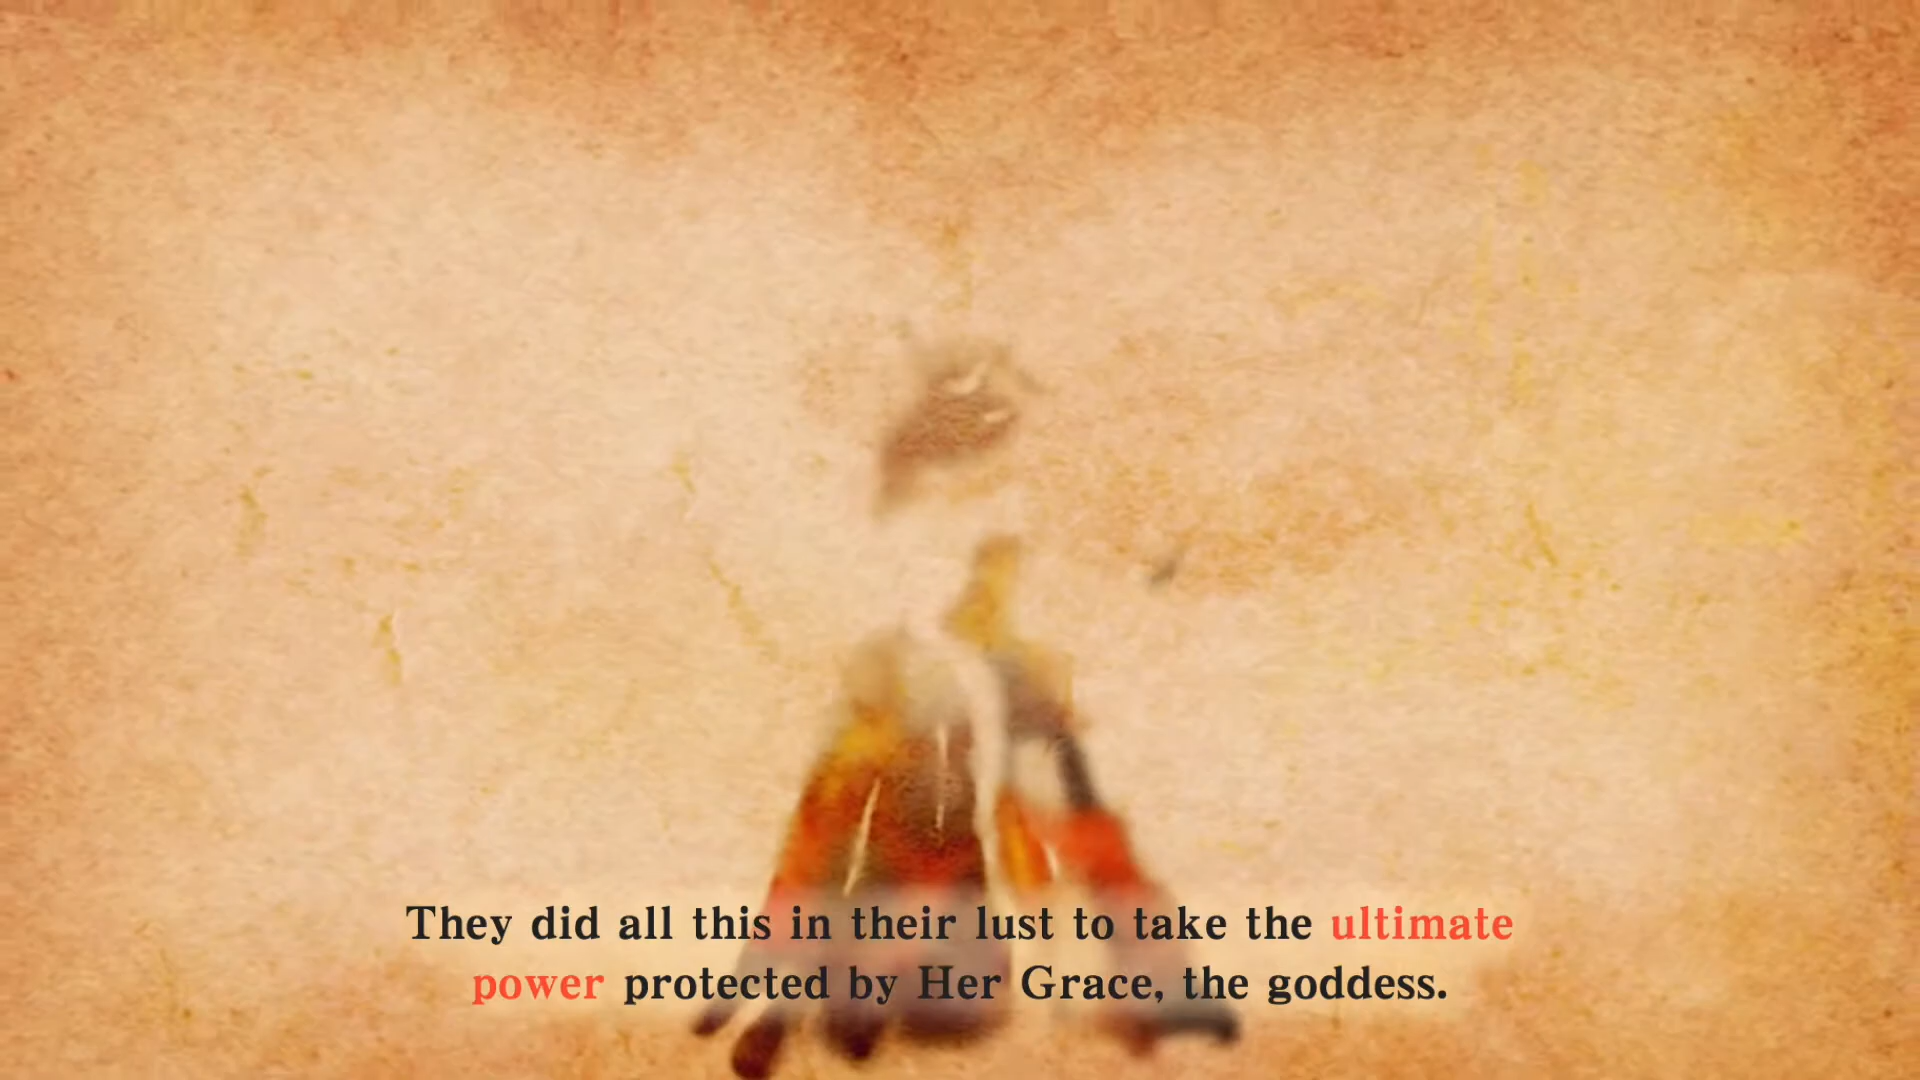 They did all this in their lust to take the ultimate
power protected by Her Grace, the goddess.